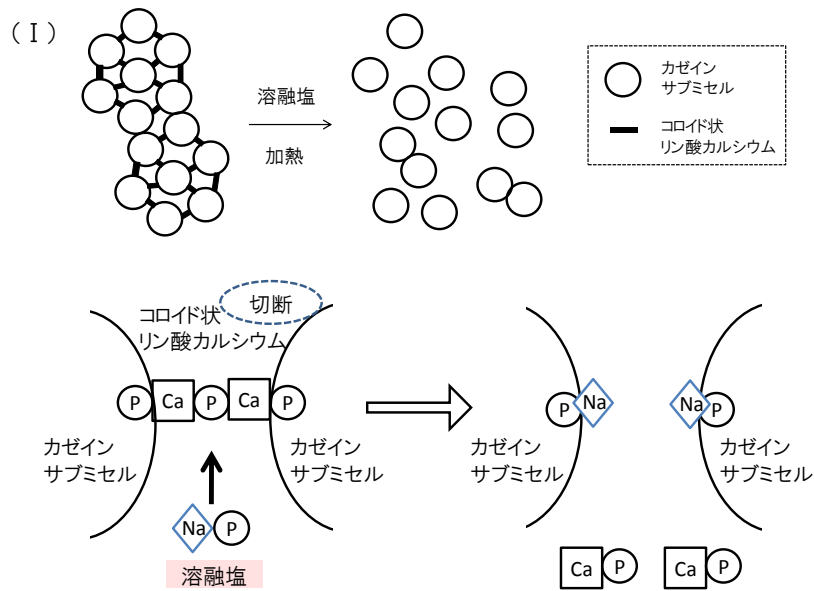 (Ⅰ)
溶融塩
加熱
カゼイン
サブミセル
コロイド状
リン酸カルシウム
切断
コロイド状
リン酸カルシウム
P Ca P Ca P
カゼイン
サブミセル
カゼイン
サブミセル
Na P
溶融塩
P Na
Na P
カゼイン
サブミセル
カゼイン
サブミセル
Ca P
Ca P